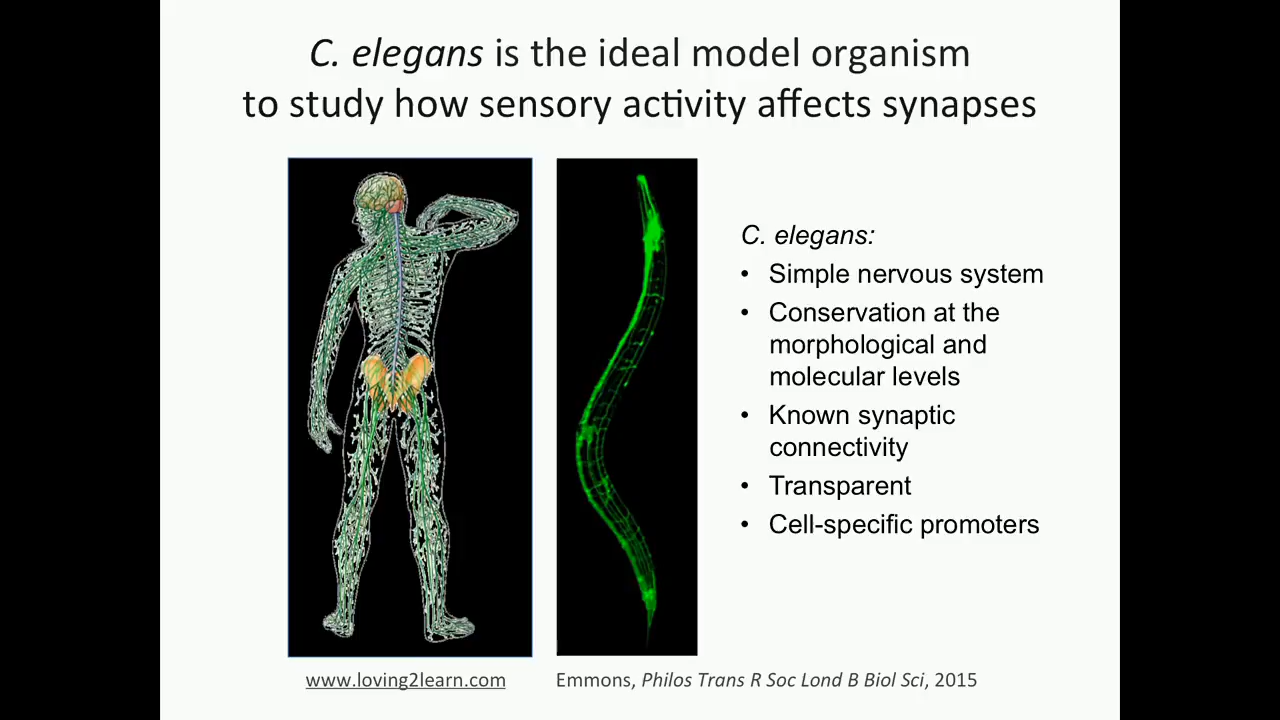 C. elegans is the ideal model organism
to study how sensory activity affects synapses
C. elegans:
• Simple nervous system
• Conservation at the
morphological and
molecular levels
• Known synaptic
connectivity
• Transparent
• Cell-specific promoters
www.loving2learn.com
Emmons, Philos Trans R Soc Lond B Biol Sci, 2015